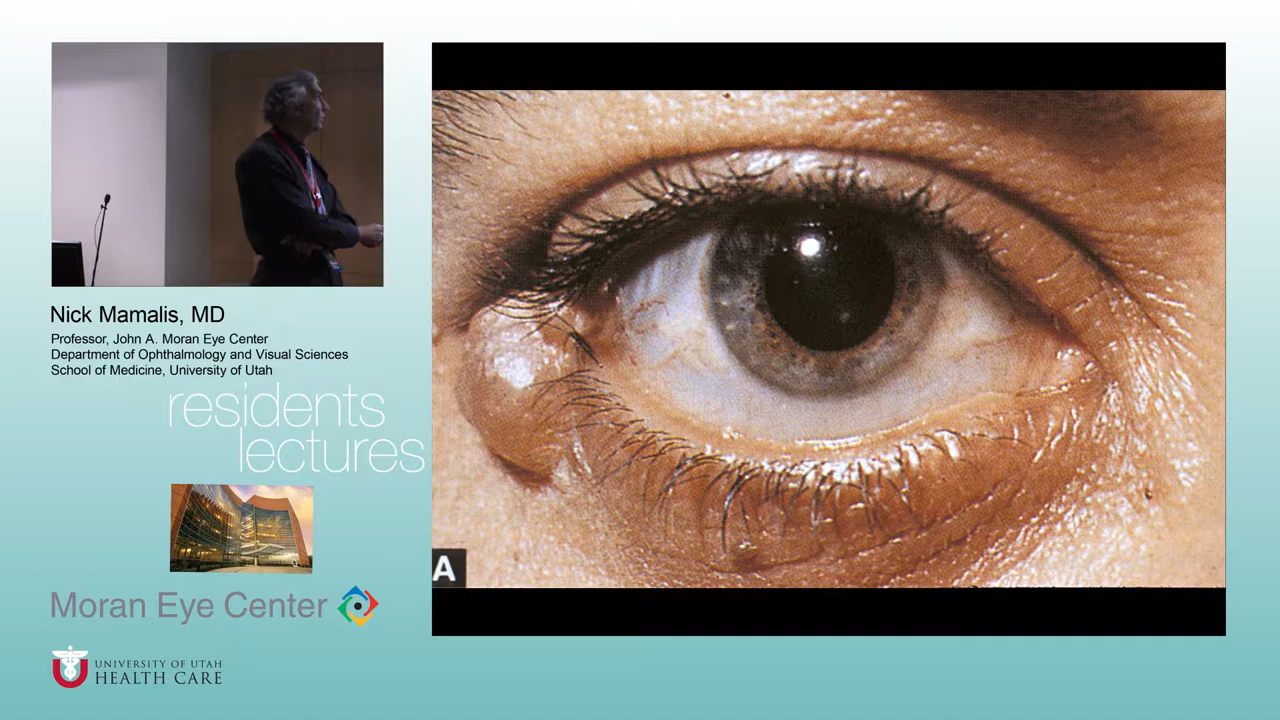 Nick Mamalis, MD
Professor, John A. Moran Eye Center
Department of Ophthalmology and Visual Sciences
School of Medicine, University of Utah
residents
lectures
Moran Eye Center
UNIVERSITY OF UTAH
HEALTH CARE
A